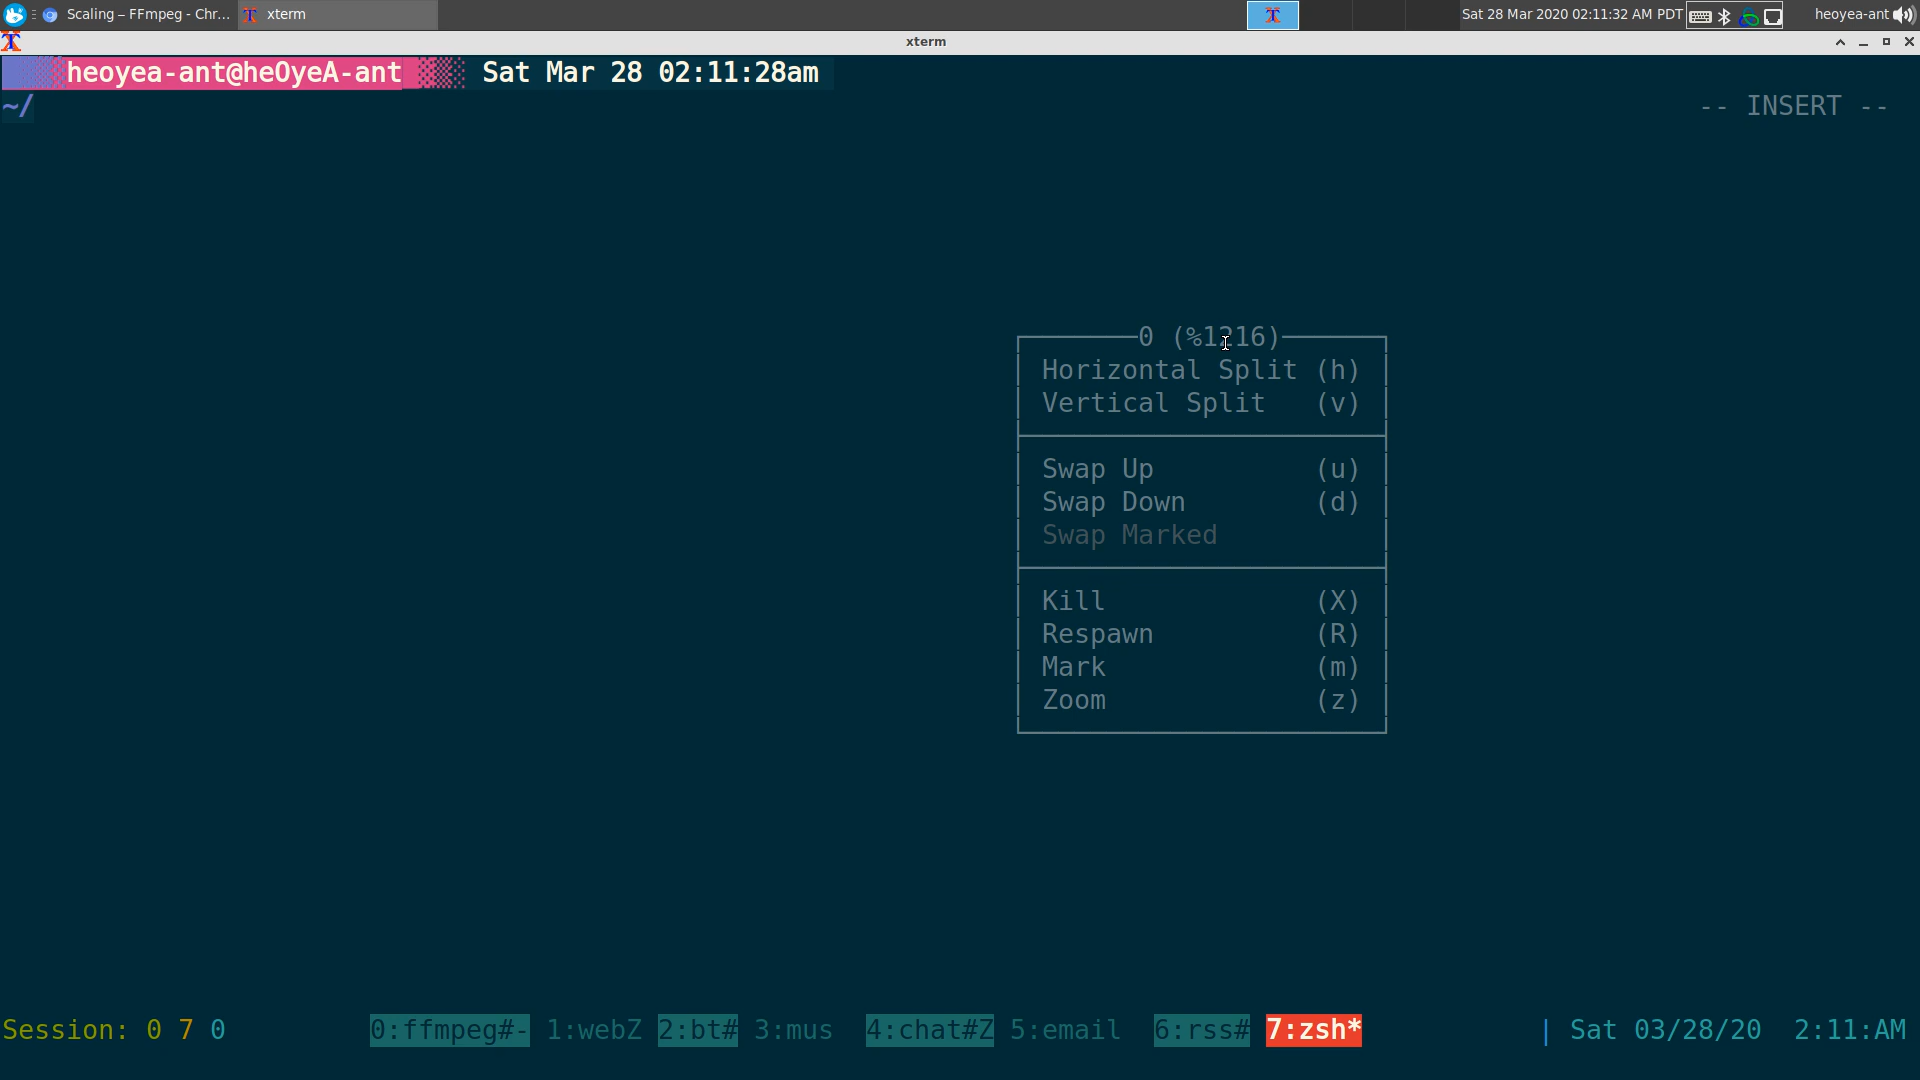 Scaling – FFmpeg - Chr... xterm Sat 28 Mar 2020 02:11:32 AM PDT heoyea-ant
xterm
heoyea-ant@heOyeA-ant Sat Mar 28 02:11:28am
~/ -- INSERT --
0 (%1216)
Horizontal Split (h)
Vertical Split (v)
Swap Up (u)
Swap Down (d)
Swap Marked
Kill (X)
Respawn (R)
Mark (m)
Zoom (z)
Session: 0 7 0 0:ffmpeg#- 1:webZ 2:bt# 3:mus 4:chat#Z 5:email 6:rss# 7:zsh* | Sat 03/28/20 2:11:AM